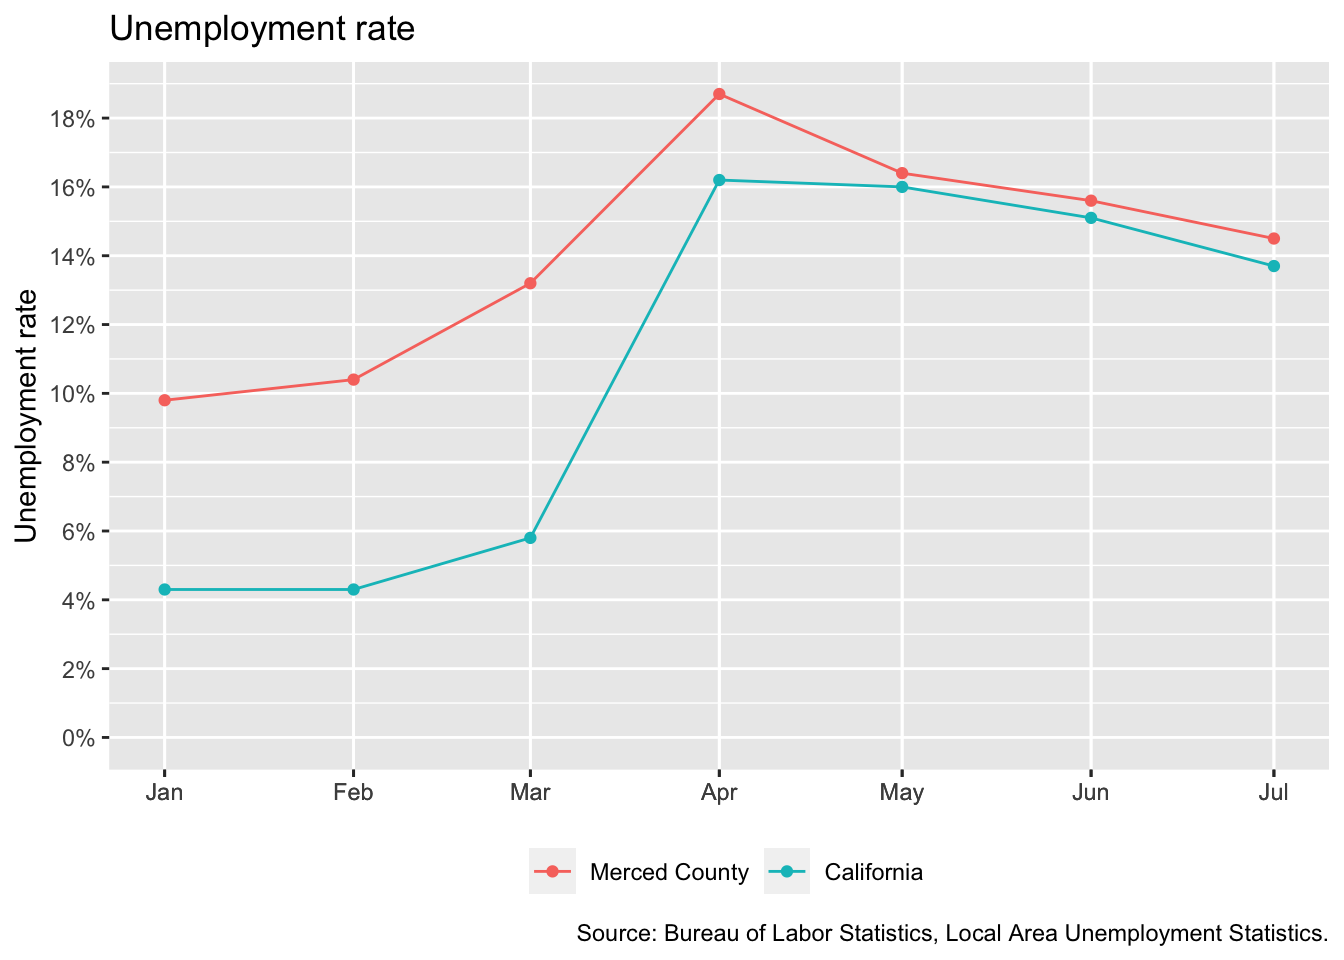 Unemployment rate
Unemployment rate
18%
16%
14%
12%
10%
8%
6%
4%
2%
0%
Jan Feb Mar Apr May Jun Jul
Merced County California
Source: Bureau of Labor Statistics, Local Area Unemployment Statistics.